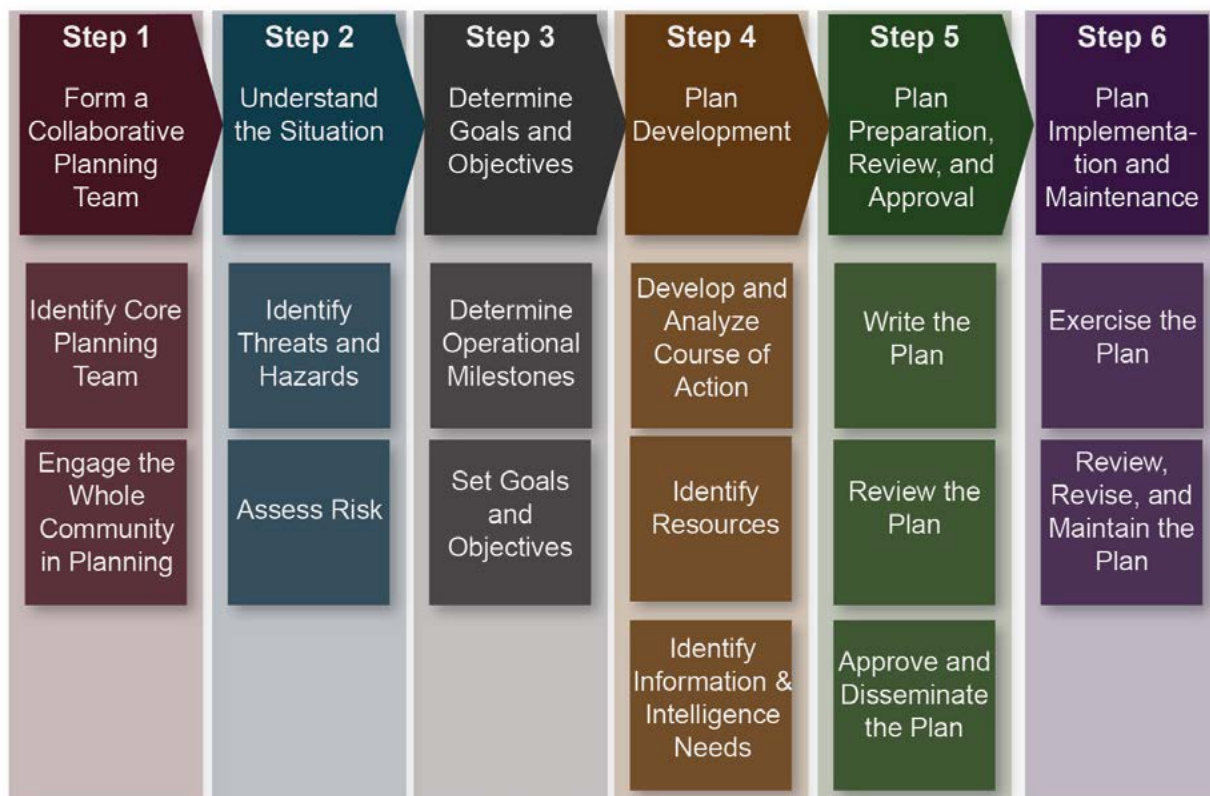 Step 1
Form a
Collaborative
Planning
Team
Step 2
Understand
the Situation
Step 3
Determine
Goals and
Objectives
Step 4
Plan
Development
Step 5
Plan
Preparation,
Review, and
Approval
Step 6
Plan
Implementa-
tion and
Maintenance
Identify Core
Planning
Team
Engage the
Whole
Community
in Planning
Identify
Threats and
Hazards
Assess Risk
Determine
Operational
Milestones
Set Goals
and
Objectives
Develop and
Analyze
Course of
Action
Identify
Resources
Identify
Information &
Intelligence
Needs
Write the
Plan
Review the
Plan
Approve and
Disseminate
the Plan
Exercise the
Plan
Review,
Revise, and
Maintain the
Plan